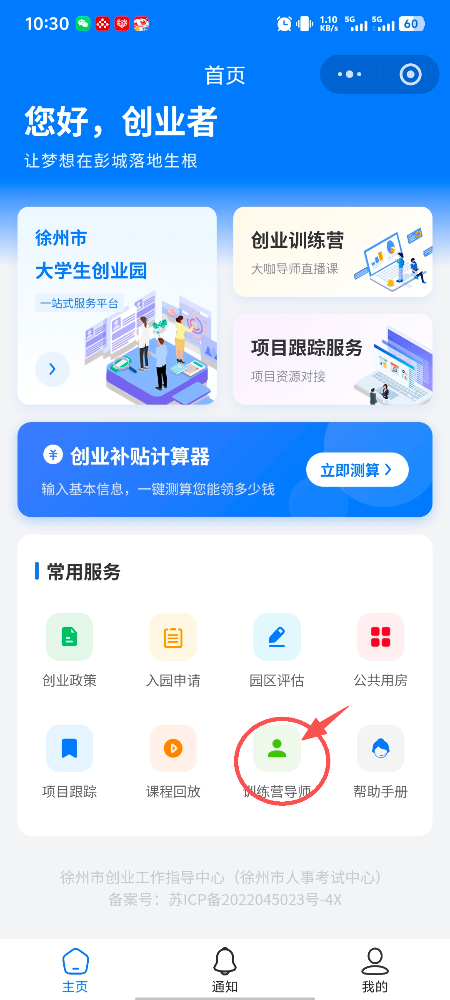 10:30
1.10 KB/s 5G 5G 60
首页
您好，创业者
让梦想在彭城落地生根
徐州市
大学生创业园
一站式服务平台
创业训练营
大咖导师直播课
项目跟踪服务
项目资源对接
创业补贴计算器
输入基本信息，一键测算您能领多少钱
立即测算
常用服务
创业政策 入园申请 园区评估 公共用房
项目跟踪 课程回放 训练营导师 帮助手册
徐州市创业工作指导中心（徐州市人事考试中心）
备案号：苏ICP备2022045023号-4X
主页 通知 我的